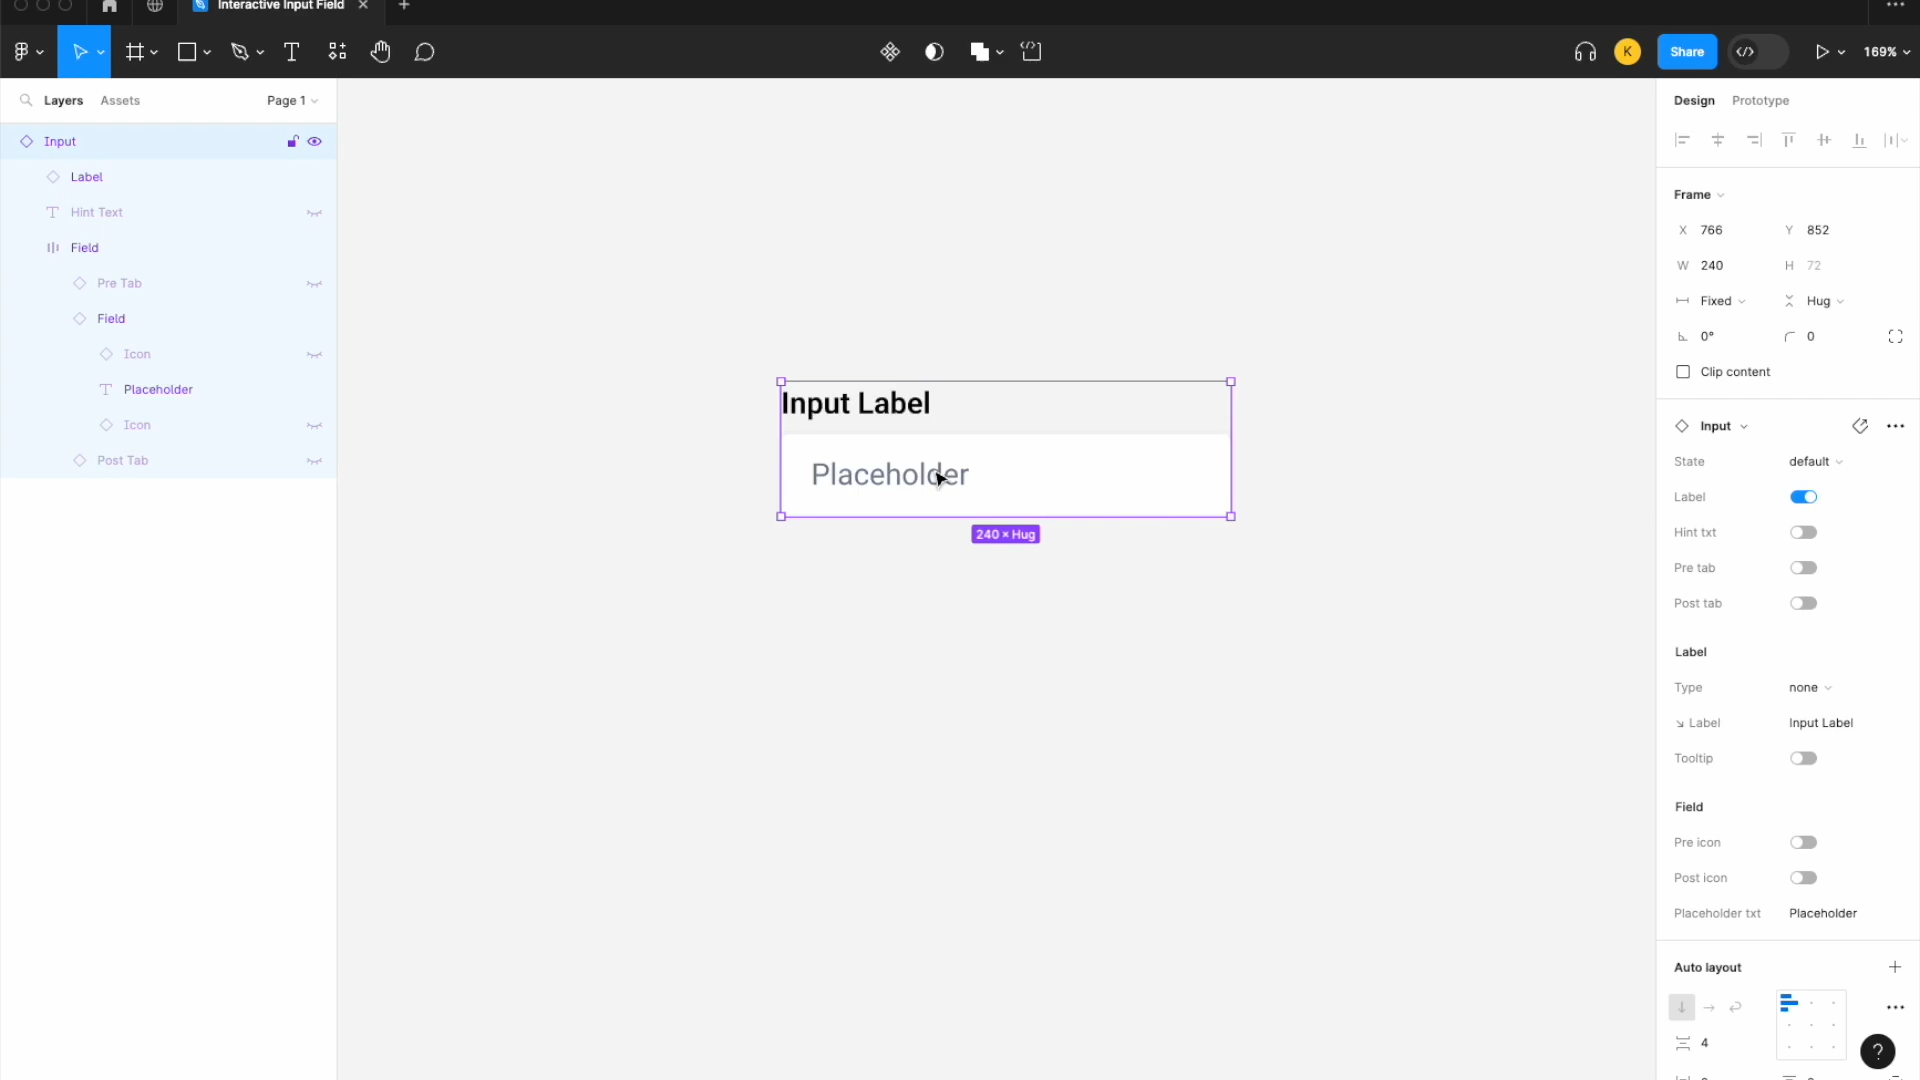 Interactive Input Field
K
Share
169%
Layers
Assets
Page 1
Input
Label
Hint Text
Field
Pre Tab
Field
Icon
Placeholder
Icon
Post Tab
Input Label
Placeholder
240 × Hug
Design
Prototype
Frame
X 766 Y 852
W 240 H 72
Fixed Hug
0° 0
Clip content
Input
State default
Label
Hint txt
Pre tab
Post tab
Label
Type none
Label Input Label
Tooltip
Field
Pre icon
Post icon
Placeholder txt Placeholder
Auto layout
4
?